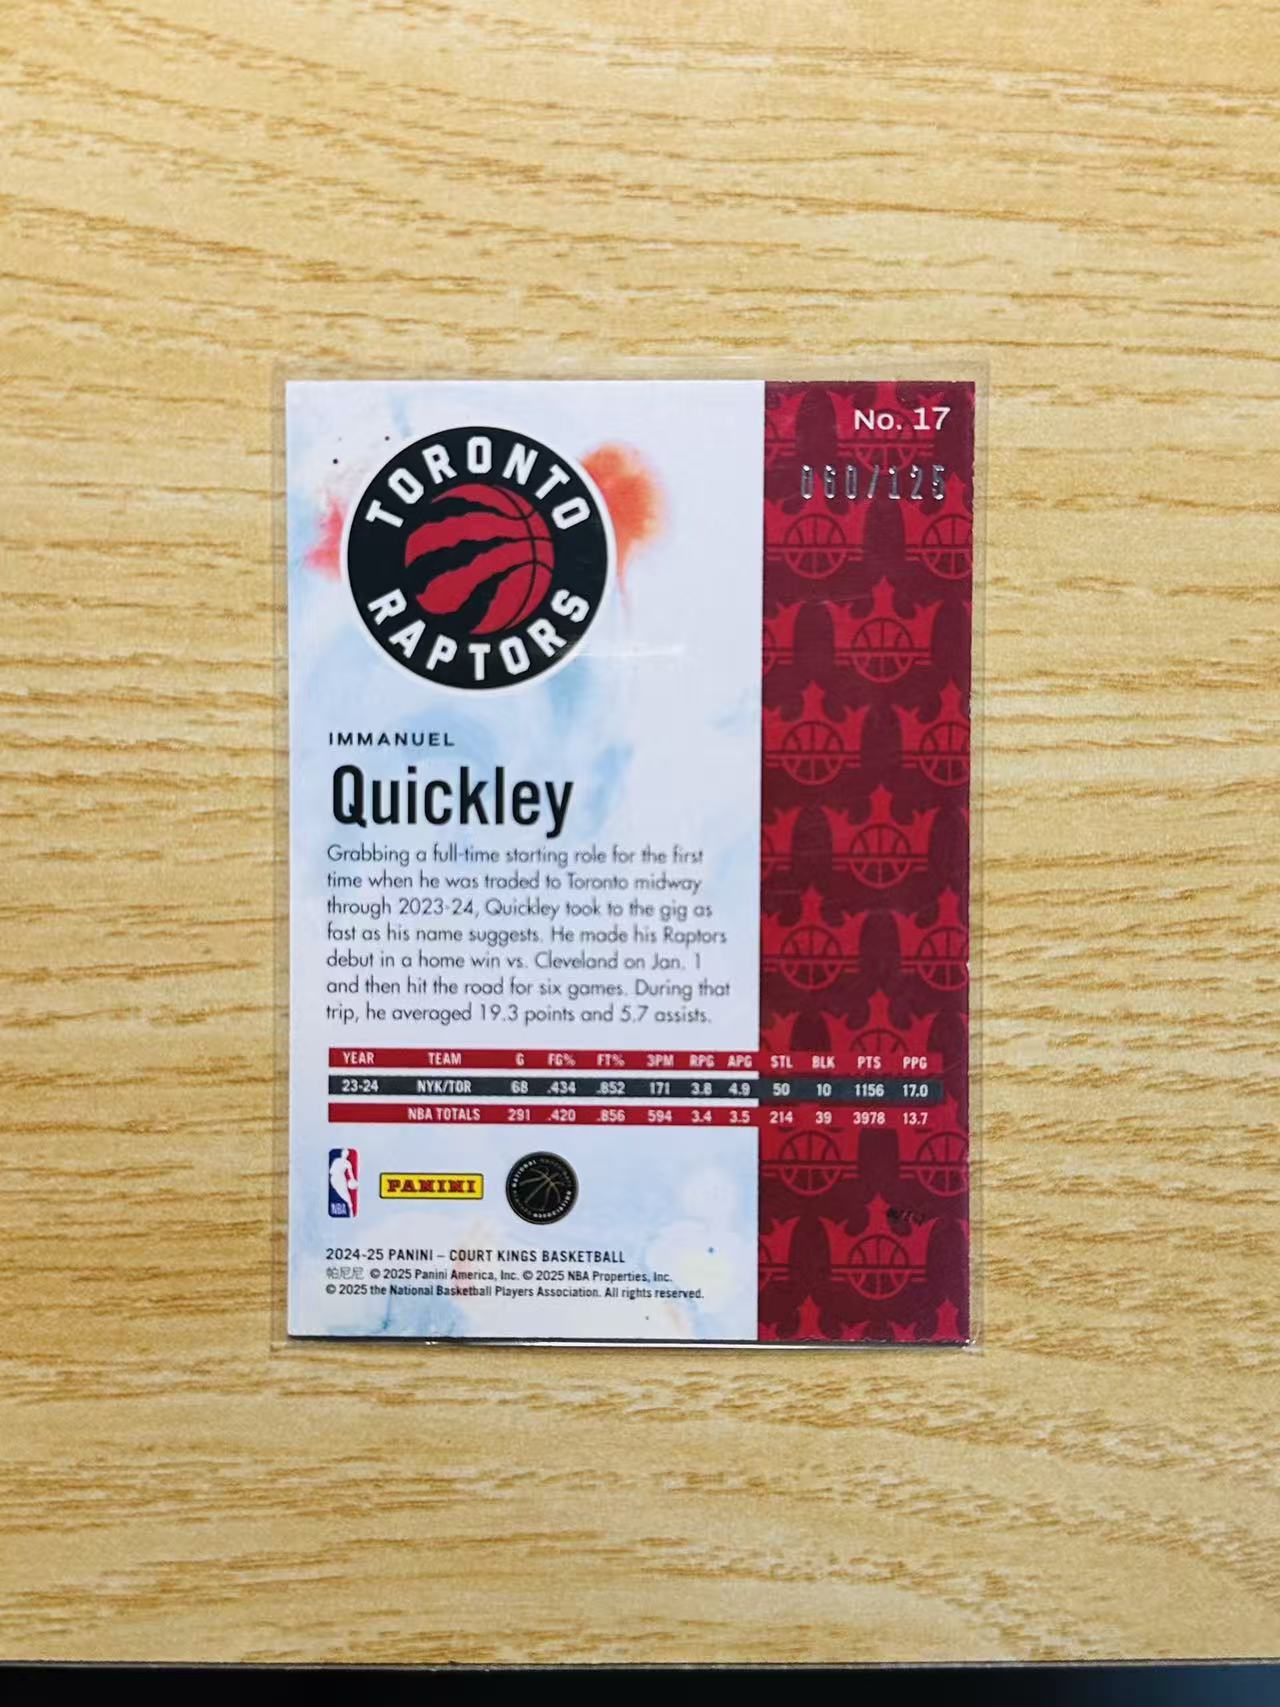 No. 17
060/125
TORONTO
RAPTORS
IMMANUEL
Quickley
Grabbing a full-time starting role for the first
time when he was traded to Toronto midway
through 2023-24, Quickley took to the gig as
fast as his name suggests. He made his Raptors
debut in a home win vs. Cleveland on Jan. 1
and then hit the road for six games. During that
trip, he averaged 19.3 points and 5.7 assists.
YEAR TEAM G FG% FT% 3PM RPG APG STL BLK PTS PPG
23-24 NYK/TOR 68 .434 .852 171 3.8 4.9 50 10 1156 17.0
NBA TOTALS 291 .420 .856 594 3.4 3.5 214 39 3978 13.7
NBA
PANINI
2024-25 PANINI – COURT KINGS BASKETBALL
帕尼尼 © 2025 Panini America, Inc. © 2025 NBA Properties, Inc.
© 2025 the National Basketball Players Association. All rights reserved.